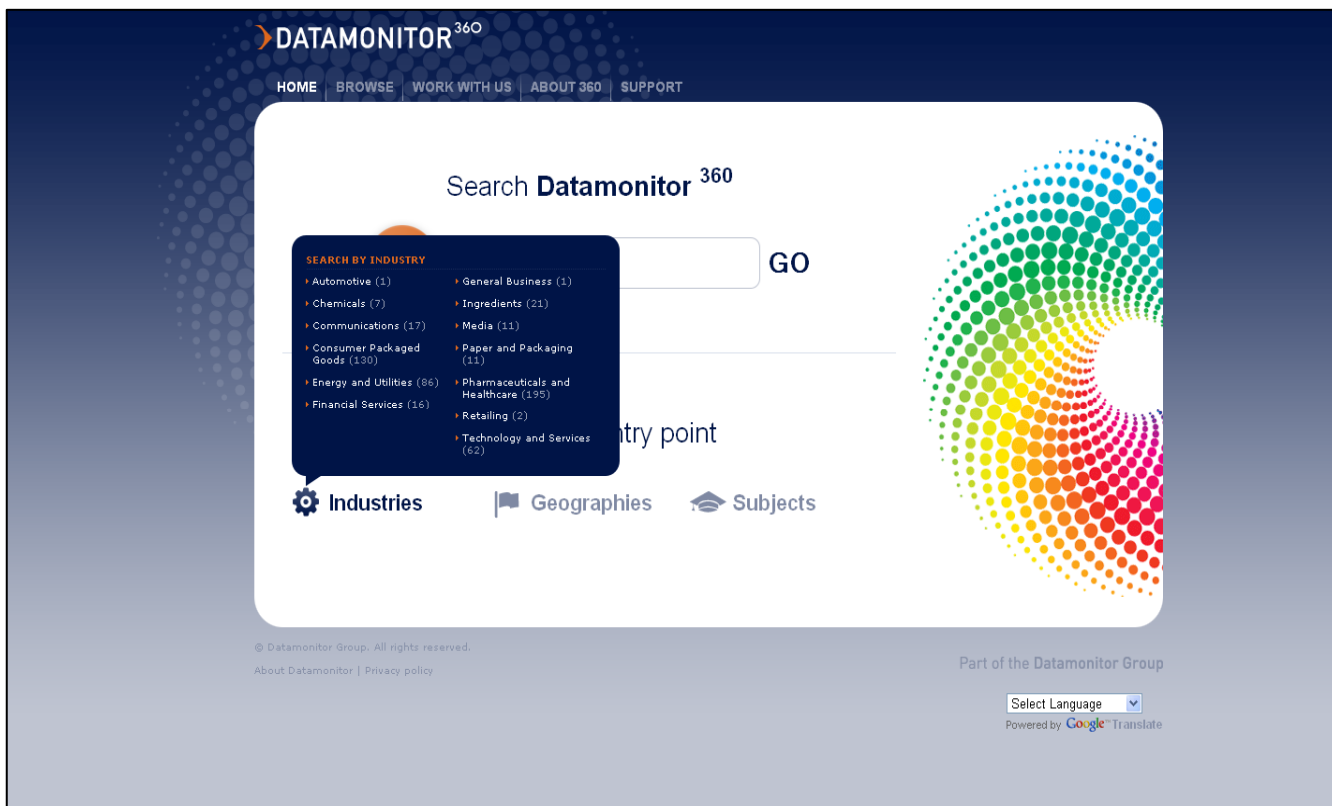 DATAMONITOR360
HOME BROWSE WORK WITH US ABOUT 360 SUPPORT
Search Datamonitor 360
GO
SEARCH BY INDUSTRY
Automotive (1)
Chemicals (7)
Communications (17)
Consumer Packaged
Goods (130)
Energy and Utilities (86)
Financial Services (16)
General Business (1)
Ingredients (21)
Media (11)
Paper and Packaging
(11)
Pharmaceuticals and
Healthcare (195)
Retailing (2)
Technology and Services
(62)
point
Industries Geographies Subjects
© Datamonitor Group. All rights reserved.
About Datamonitor | Privacy policy
Part of the Datamonitor Group
Select Language
Powered by Google™ Translate